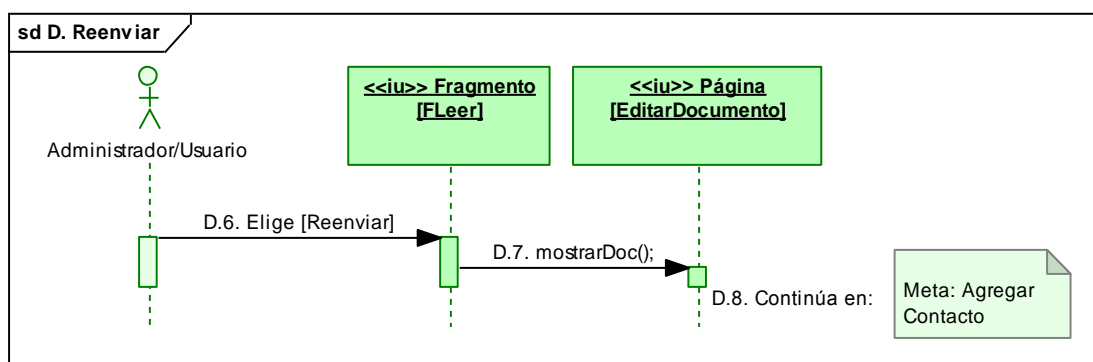 sd D. Reenviar
<<iu>> Fragmento
[FLeer]
<<iu>> Página
[EditarDocumento]
Administrador/Usuario
D.6. Elige [Reenviar]
D.7. mostrarDoc();
D.8. Continúa en:
Meta: Agregar
Contacto